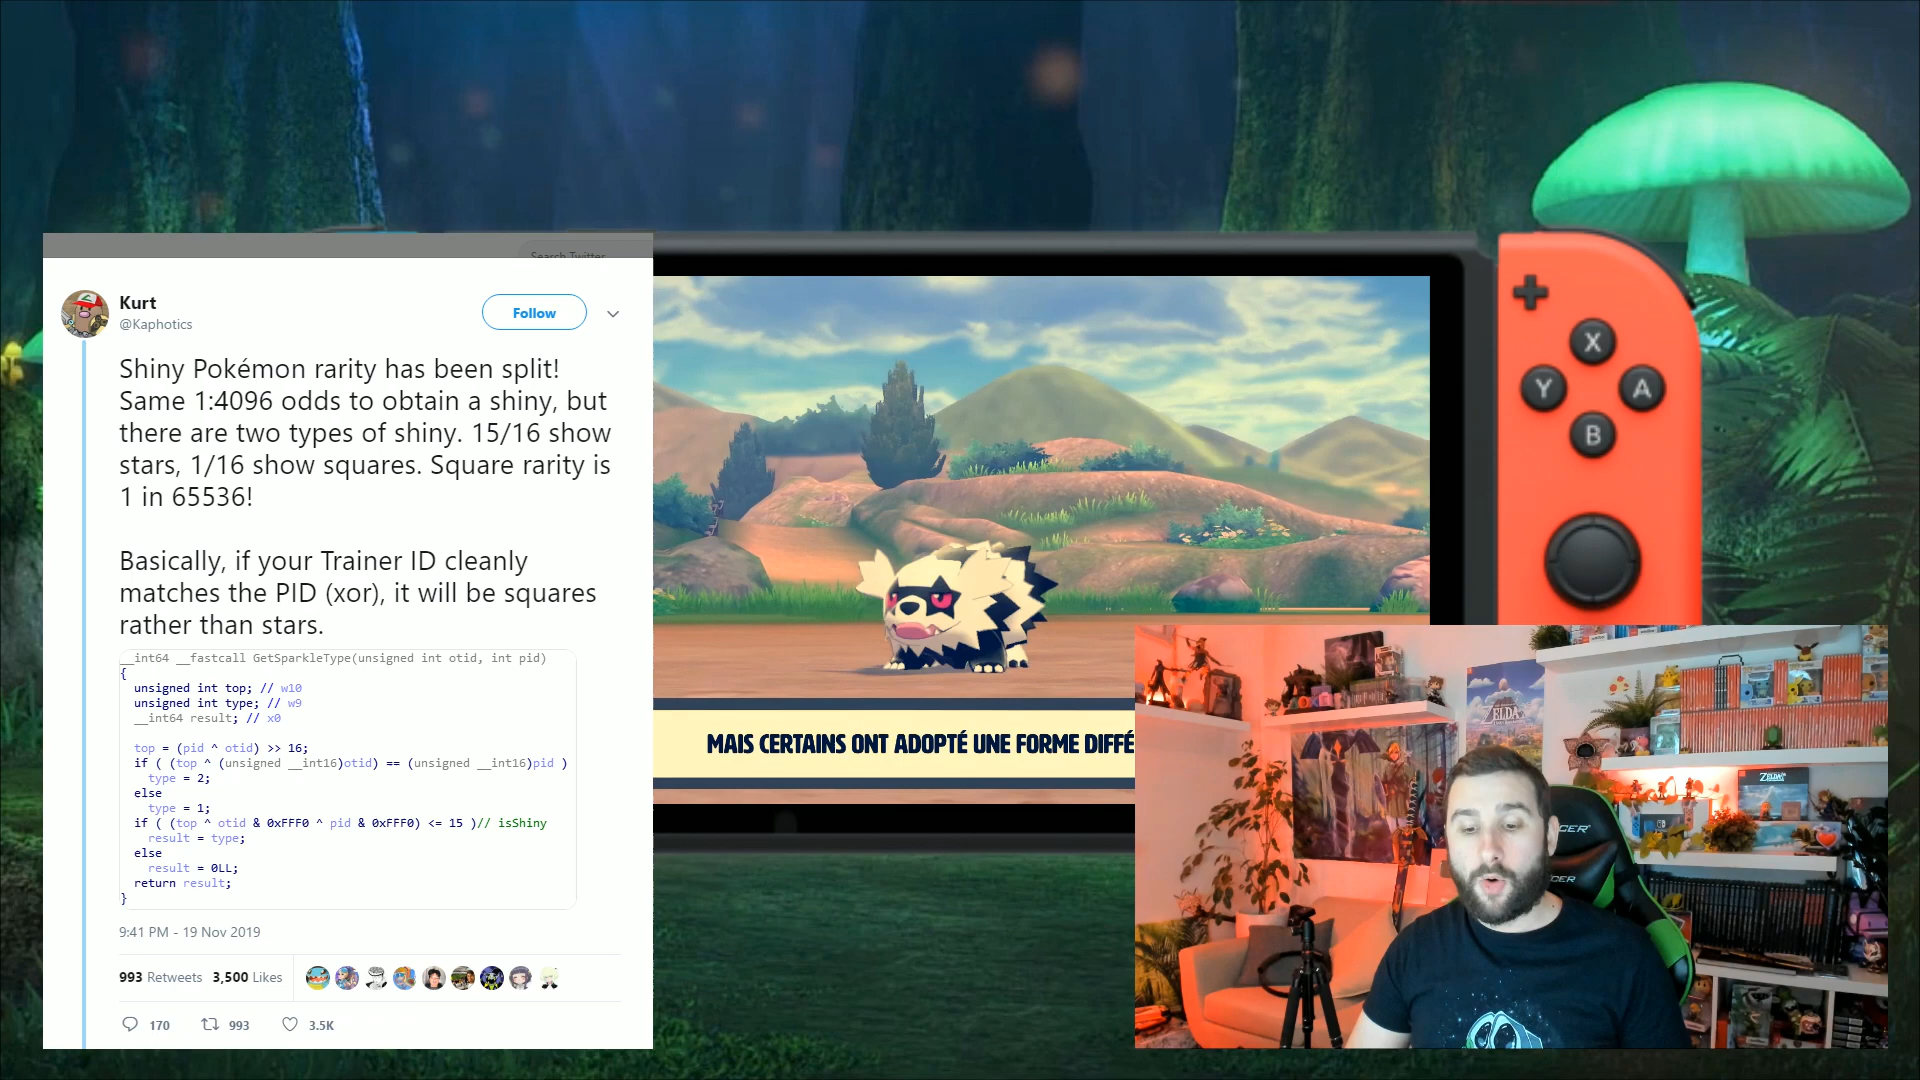 Search Twitter
Kurt
@Kaphotics
Follow
Shiny Pokémon rarity has been split!
Same 1:4096 odds to obtain a shiny, but
there are two types of shiny. 15/16 show
stars, 1/16 show squares. Square rarity is
1 in 65536!
Basically, if your Trainer ID cleanly
matches the PID (xor), it will be squares
rather than stars.
__int64 __fastcall GetSparkleType(unsigned int otid, int pid)
{
unsigned int top; // w10
unsigned int type; // w9
__int64 result; // x0
top = (pid ^ otid) >> 16;
if ( (top ^ (unsigned __int16)otid) == (unsigned __int16)pid )
type = 2;
else
type = 1;
if ( (top ^ otid & 0xFFF0 ^ pid & 0xFFF0) <= 15 )// isShiny
result = type;
else
result = 0LL;
return result;
}
9:41 PM - 19 Nov 2019
993 Retweets 3,500 Likes
170 993 3.5K
MAIS CERTAINS ONT ADOPTÉ UNE FORME DIFFÉ
X
Y
A
B
ZELDA
ZELDA
CER
CER